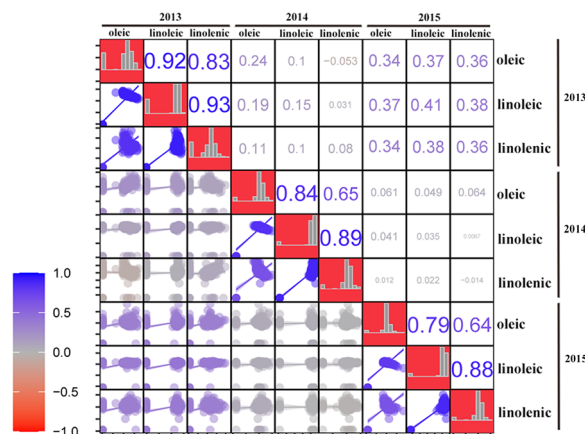 2013 2014 2015
oleic linoleic linolenic oleic linoleic linolenic oleic linoleic linolenic
0.92 0.83 0.24 0.1 −0.053 0.34 0.37 0.36 oleic
0.93 0.19 0.15 0.031 0.37 0.41 0.38 linoleic
2013
0.11 0.1 0.08 0.34 0.38 0.36 linolenic
0.84 0.65 0.061 0.049 0.064 oleic
0.89 0.041 0.035 0.0067 linoleic
2014
0.012 0.022 −0.014 linolenic
1.0
0.79 0.64 oleic
0.5
0.88 linoleic
2015
0.0
−0.5
linolenic
−1.0